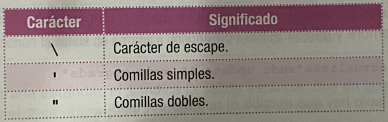 Carácter Significado
\ Carácter de escape.
' Comillas simples.
" Comillas dobles.